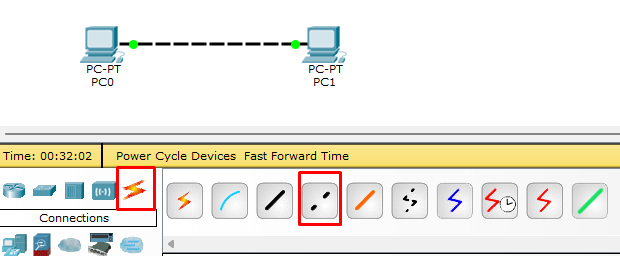 PC-PT
PC0
PC-PT
PC1
Time: 00:32:02
Power Cycle Devices Fast Forward Time
Connections